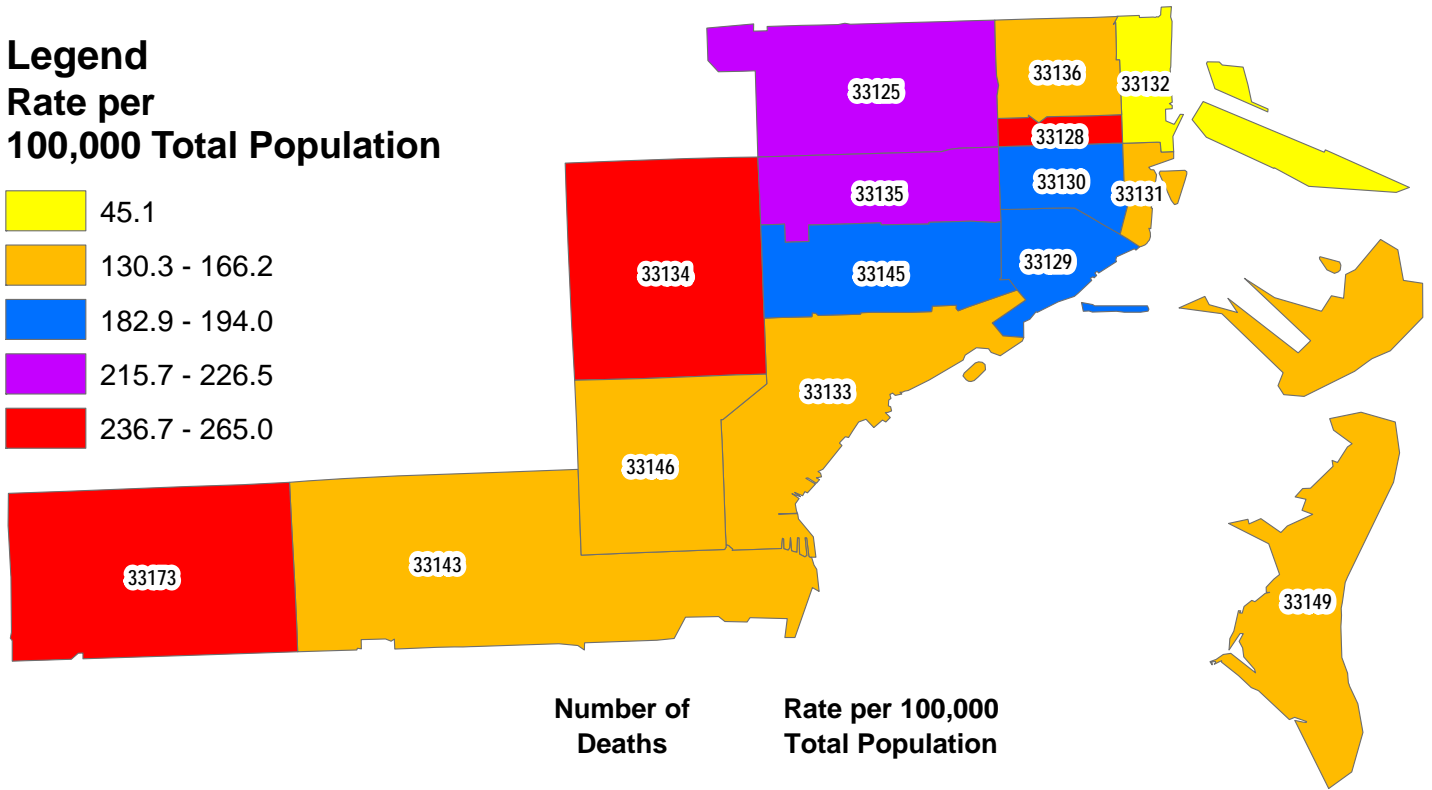 Legend
Rate per
100,000 Total Population
45.1
130.3 - 166.2
182.9 - 194.0
215.7 - 226.5
236.7 - 265.0
33136
33132
33125
33128
33130
33135
33131
33129
33134
33145
33133
33146
33143
33173
33149
Number of
Deaths
Rate per 100,000
Total Population